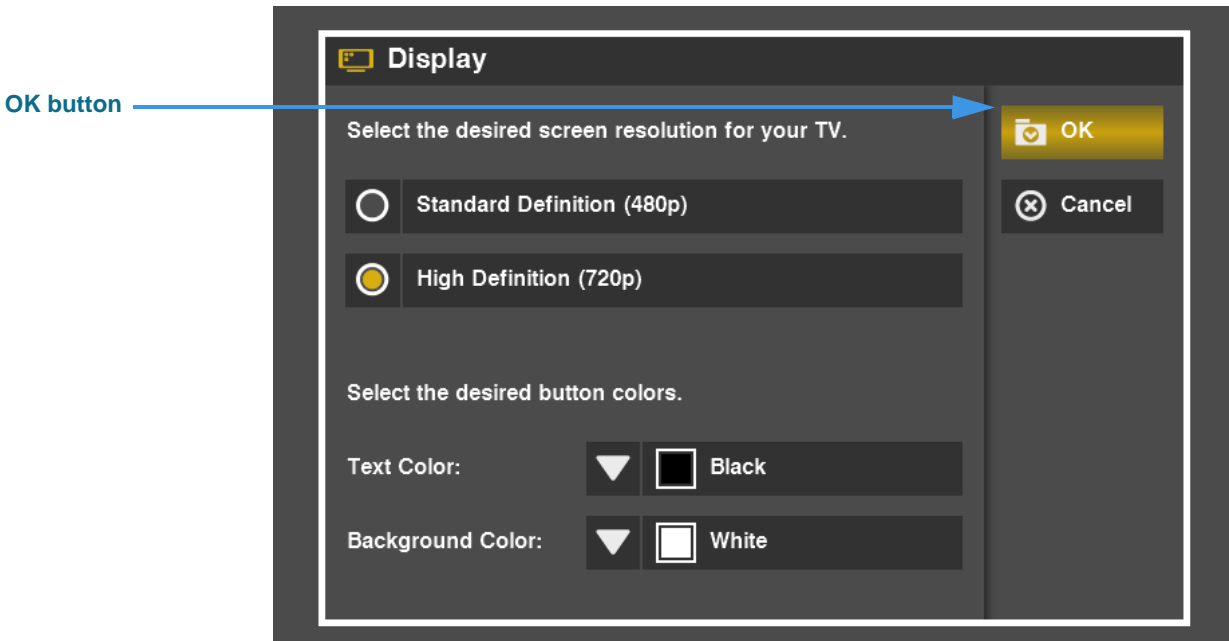 Display
OK button
Select the desired screen resolution for your TV.
OK
Standard Definition (480p)
Cancel
High Definition (720p)
Select the desired button colors.
Text Color:
Black
Background Color:
White